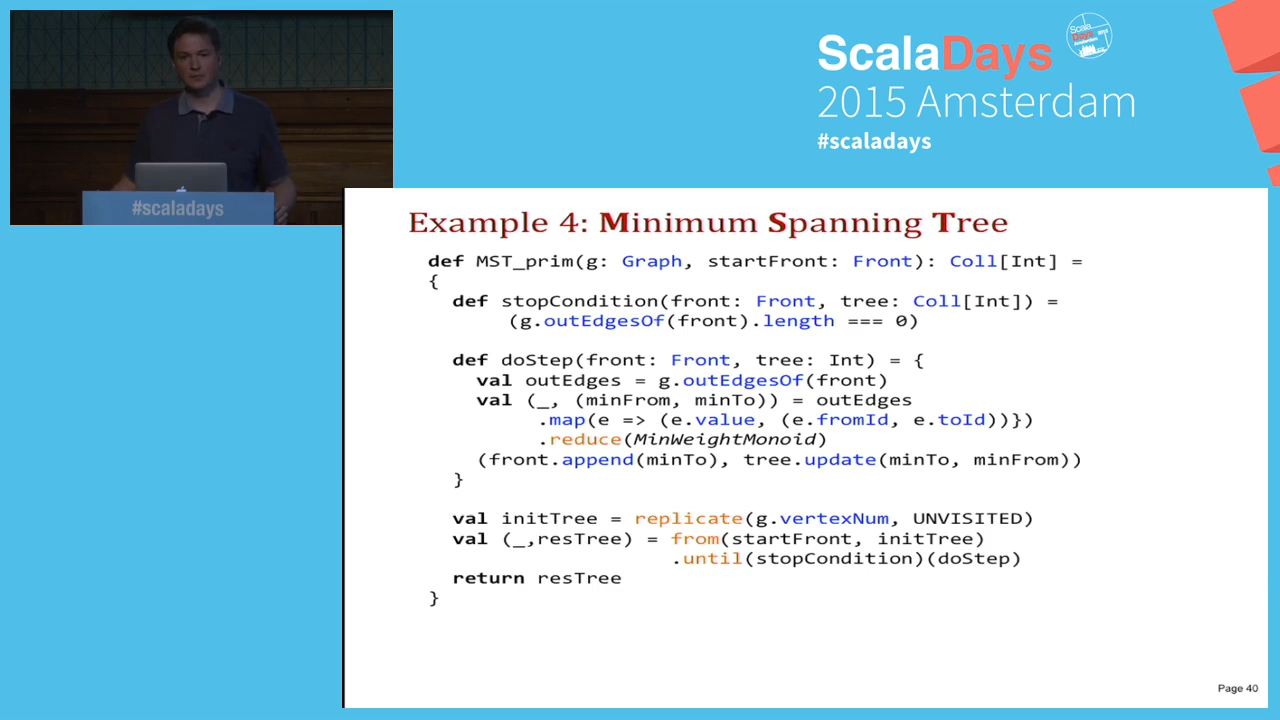 ScalaDays
2015 Amsterdam
#scaladays
#scaladays
Example 4: Minimum Spanning Tree
def MST_prim(g: Graph, startFront: Front): Coll[Int] =
{
def stopCondition(front: Front, tree: Coll[Int]) =
(g.outEdgesOf(front).length === 0)
def doStep(front: Front, tree: Int) = {
val outEdges = g.outEdgesOf(front)
val (_, (minFrom, minTo)) = outEdges
.map(e => (e.value, (e.fromId, e.toId))})
.reduce(MinWeightMonoid)
(front.append(minTo), tree.update(minTo, minFrom))
}
val initTree = replicate(g.vertexNum, UNVISITED)
val (_,resTree) = from(startFront, initTree)
.until(stopCondition)(doStep)
return resTree
}
Page 40